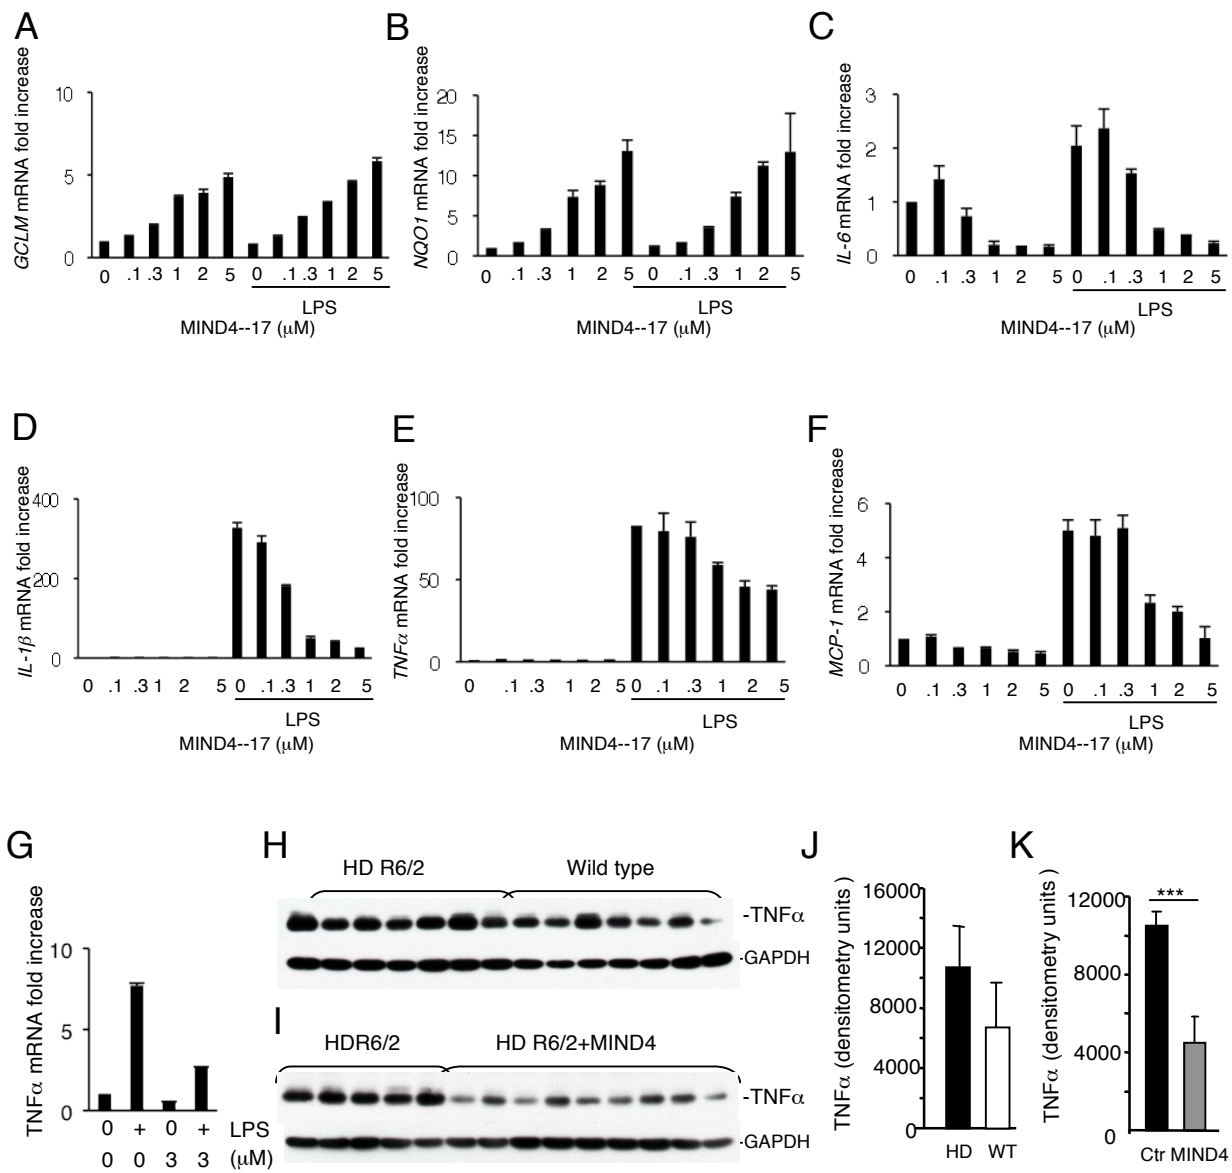 A
GCLM mRNA fold increase
10
5
0
0 .1 .3 1 2 5 0 .1 .3 1 2 5
LPS
MIND4--17 (μM)
B
NQO1 mRNA fold increase
20
15
10
5
0
0 .1 .3 1 2 5 0 .1 .3 1 2 5
LPS
MIND4--17 (μM)
C
IL-6 mRNA fold increase
3
2
1
0
0 .1 .3 1 2 5 0 .1 .3 1 2 5
LPS
MIND4--17 (μM)
D
IL-1β mRNA fold increase
400
200
0
0 .1 .3 1 2 5 0 .1 .3 1 2 5
LPS
MIND4--17 (μM)
E
TNFα mRNA fold increase
100
50
0
0 .1 .3 1 2 5 0 .1 .3 1 2 5
LPS
MIND4--17 (μM)
F
MCP-1 mRNA fold increase
6
4
2
0
0 .1 .3 1 2 5 0 .1 .3 1 2 5
LPS
MIND4--17 (μM)
G
TNFα mRNA fold increase
10
5
0
0 + 0 + LPS
0 0 3 3 (μM)
H
HD R6/2 Wild type
-TNFα
-GAPDH
I
HDR6/2 HD R6/2+MIND4
-TNFα
-GAPDH
J
TNFα (densitometry units )
16000
12000
8000
4000
0
HD WT
K
TNFα (densitometry units )
12000
8000
4000
0
***
Ctr MIND4